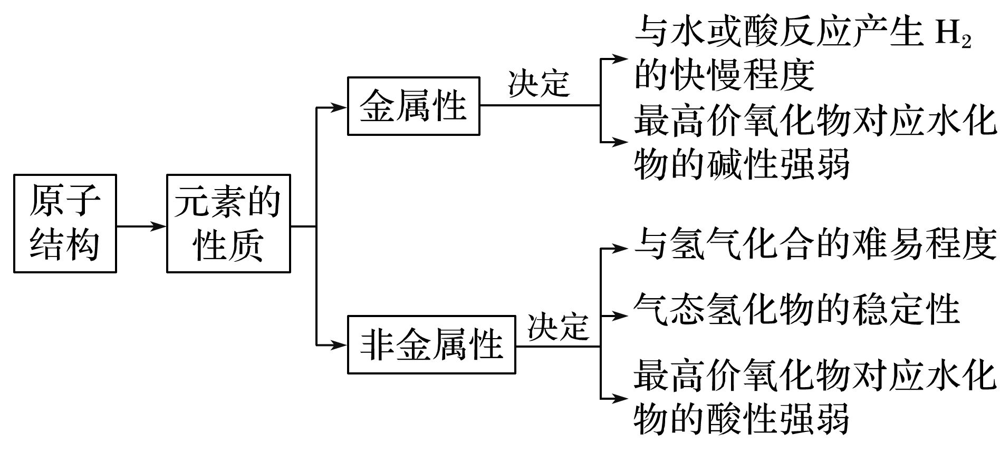 原子
结构
元素的
性质
金属性
决定
与水或酸反应产生 H₂
的快慢程度
最高价氧化物对应水化
物的碱性强弱
非金属性
决定
与氢气化合的难易程度
气态氢化物的稳定性
最高价氧化物对应水化
物的酸性强弱